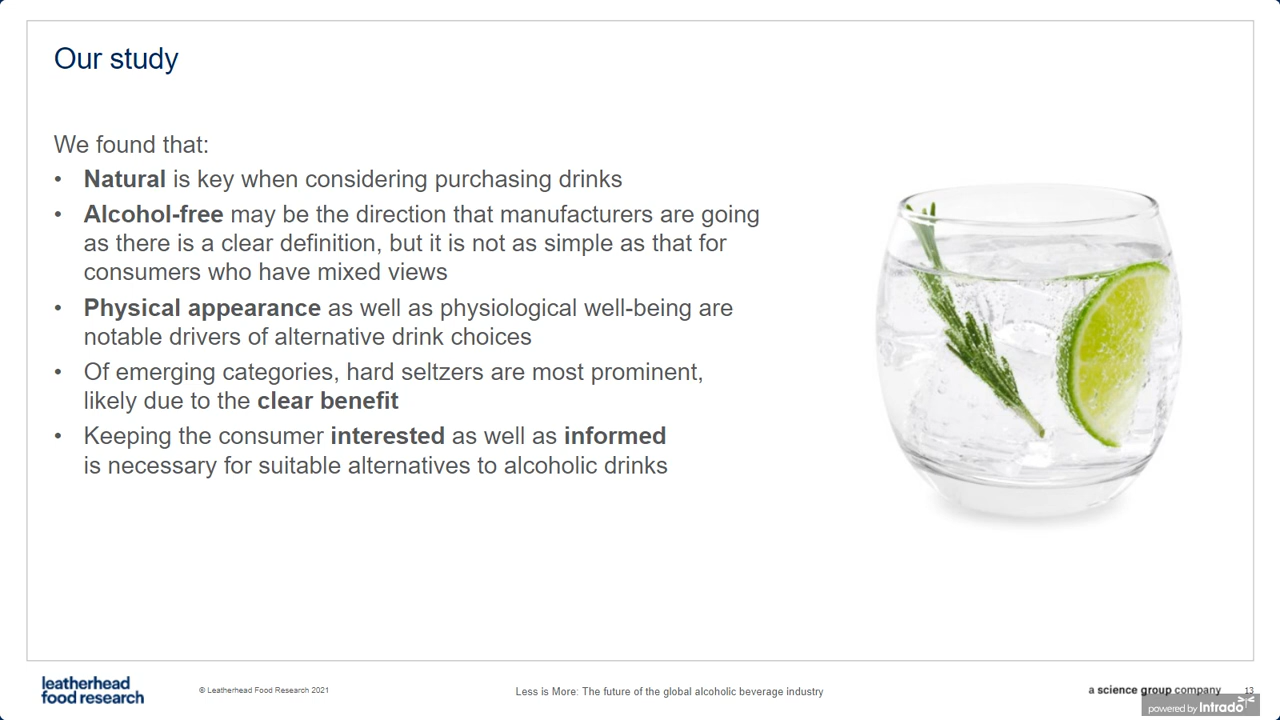 Our study
We found that:
• Natural is key when considering purchasing drinks
• Alcohol-free may be the direction that manufacturers are going
as there is a clear definition, but it is not as simple as that for
consumers who have mixed views
• Physical appearance as well as physiological well-being are
notable drivers of alternative drink choices
• Of emerging categories, hard seltzers are most prominent,
likely due to the clear benefit
• Keeping the consumer interested as well as informed
is necessary for suitable alternatives to alcoholic drinks
leatherhead
food research
© Leatherhead Food Research 2021
Less is More: The future of the global alcoholic beverage industry
a science group company
13
powered by Intrado